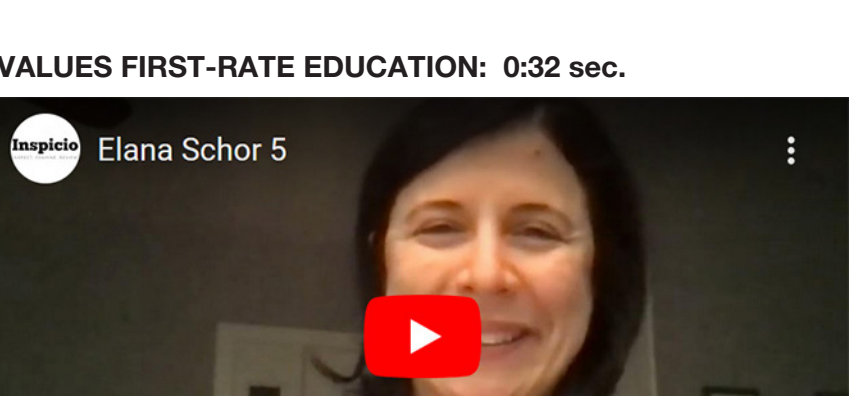 VALUES FIRST-RATE EDUCATION: 0:32 sec.
Inspicio
Elana Schor 5